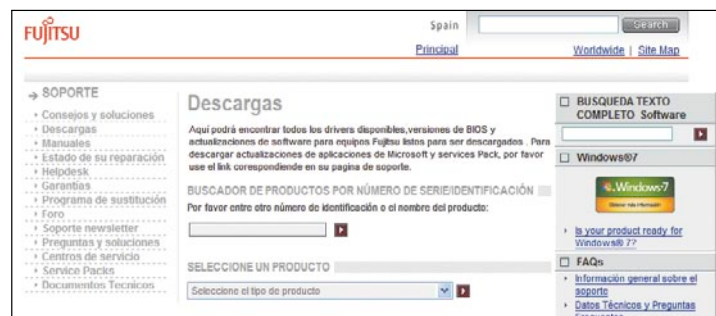 FUJITSU
Spain
Search
Principal
Worldwide | Site Map
SOPORTE
Consejos y soluciones
Descargas
Manuales
Estado de su reparación
Helpdesk
Garantías
Programa de sustitución
Foro
Soporte newsletter
Preguntas y soluciones
Centros de servicio
Service Packs
Documentos Tecnicos
Descargas
Aquí podrá encontrar todos los drivers disponibles,versiones de BIOS y
actualizaciones de software para equipos Fujitsu listos para ser descargados . Para
descargar actualizaciones de aplicaciones de Microsoft y services Pack, por favor
use el link correspondiente en su pagina de soporte.
BUSCADOR DE PRODUCTOS POR NÚMERO DE SERIE/IDENTIFICACIÓN
Por favor entre otro número de identificación o el nombre del producto:
SELECCIONE UN PRODUCTO
Seleccione el tipo de producto
BUSQUEDA TEXTO
COMPLETO Software
Windows®7
Windows 7
Obtener más información
Is your product ready for
Windows® 7?
FAQs
Información general sobre el
soporte
Datos Técnicos y Preguntas